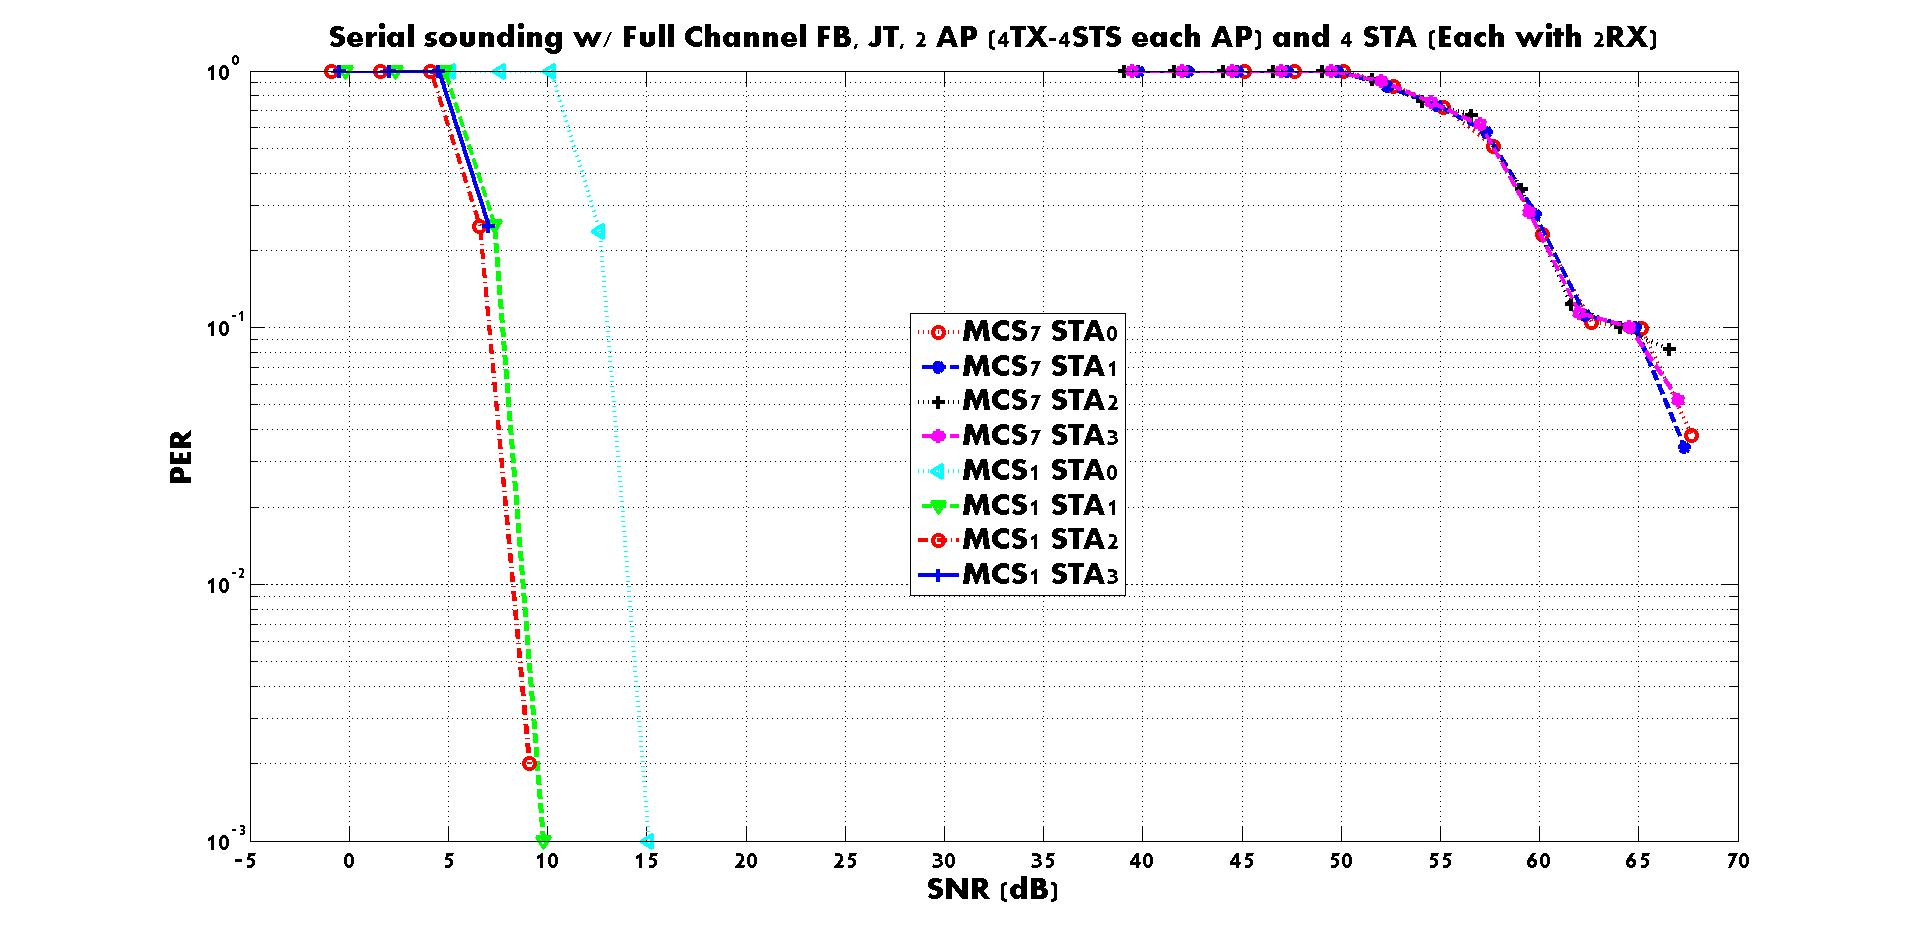 Serial sounding w/ Full Channel FB, JT, 2 AP (4TX-4STS each AP) and 4 STA (Each with 2RX)
10^0
10^-1
10^-2
10^-3
PER
MCS7 STA0
MCS7 STA1
MCS7 STA2
MCS7 STA3
MCS1 STA0
MCS1 STA1
MCS1 STA2
MCS1 STA3
-5 0 5 10 15 20 25 30 35 40 45 50 55 60 65 70
SNR (dB)